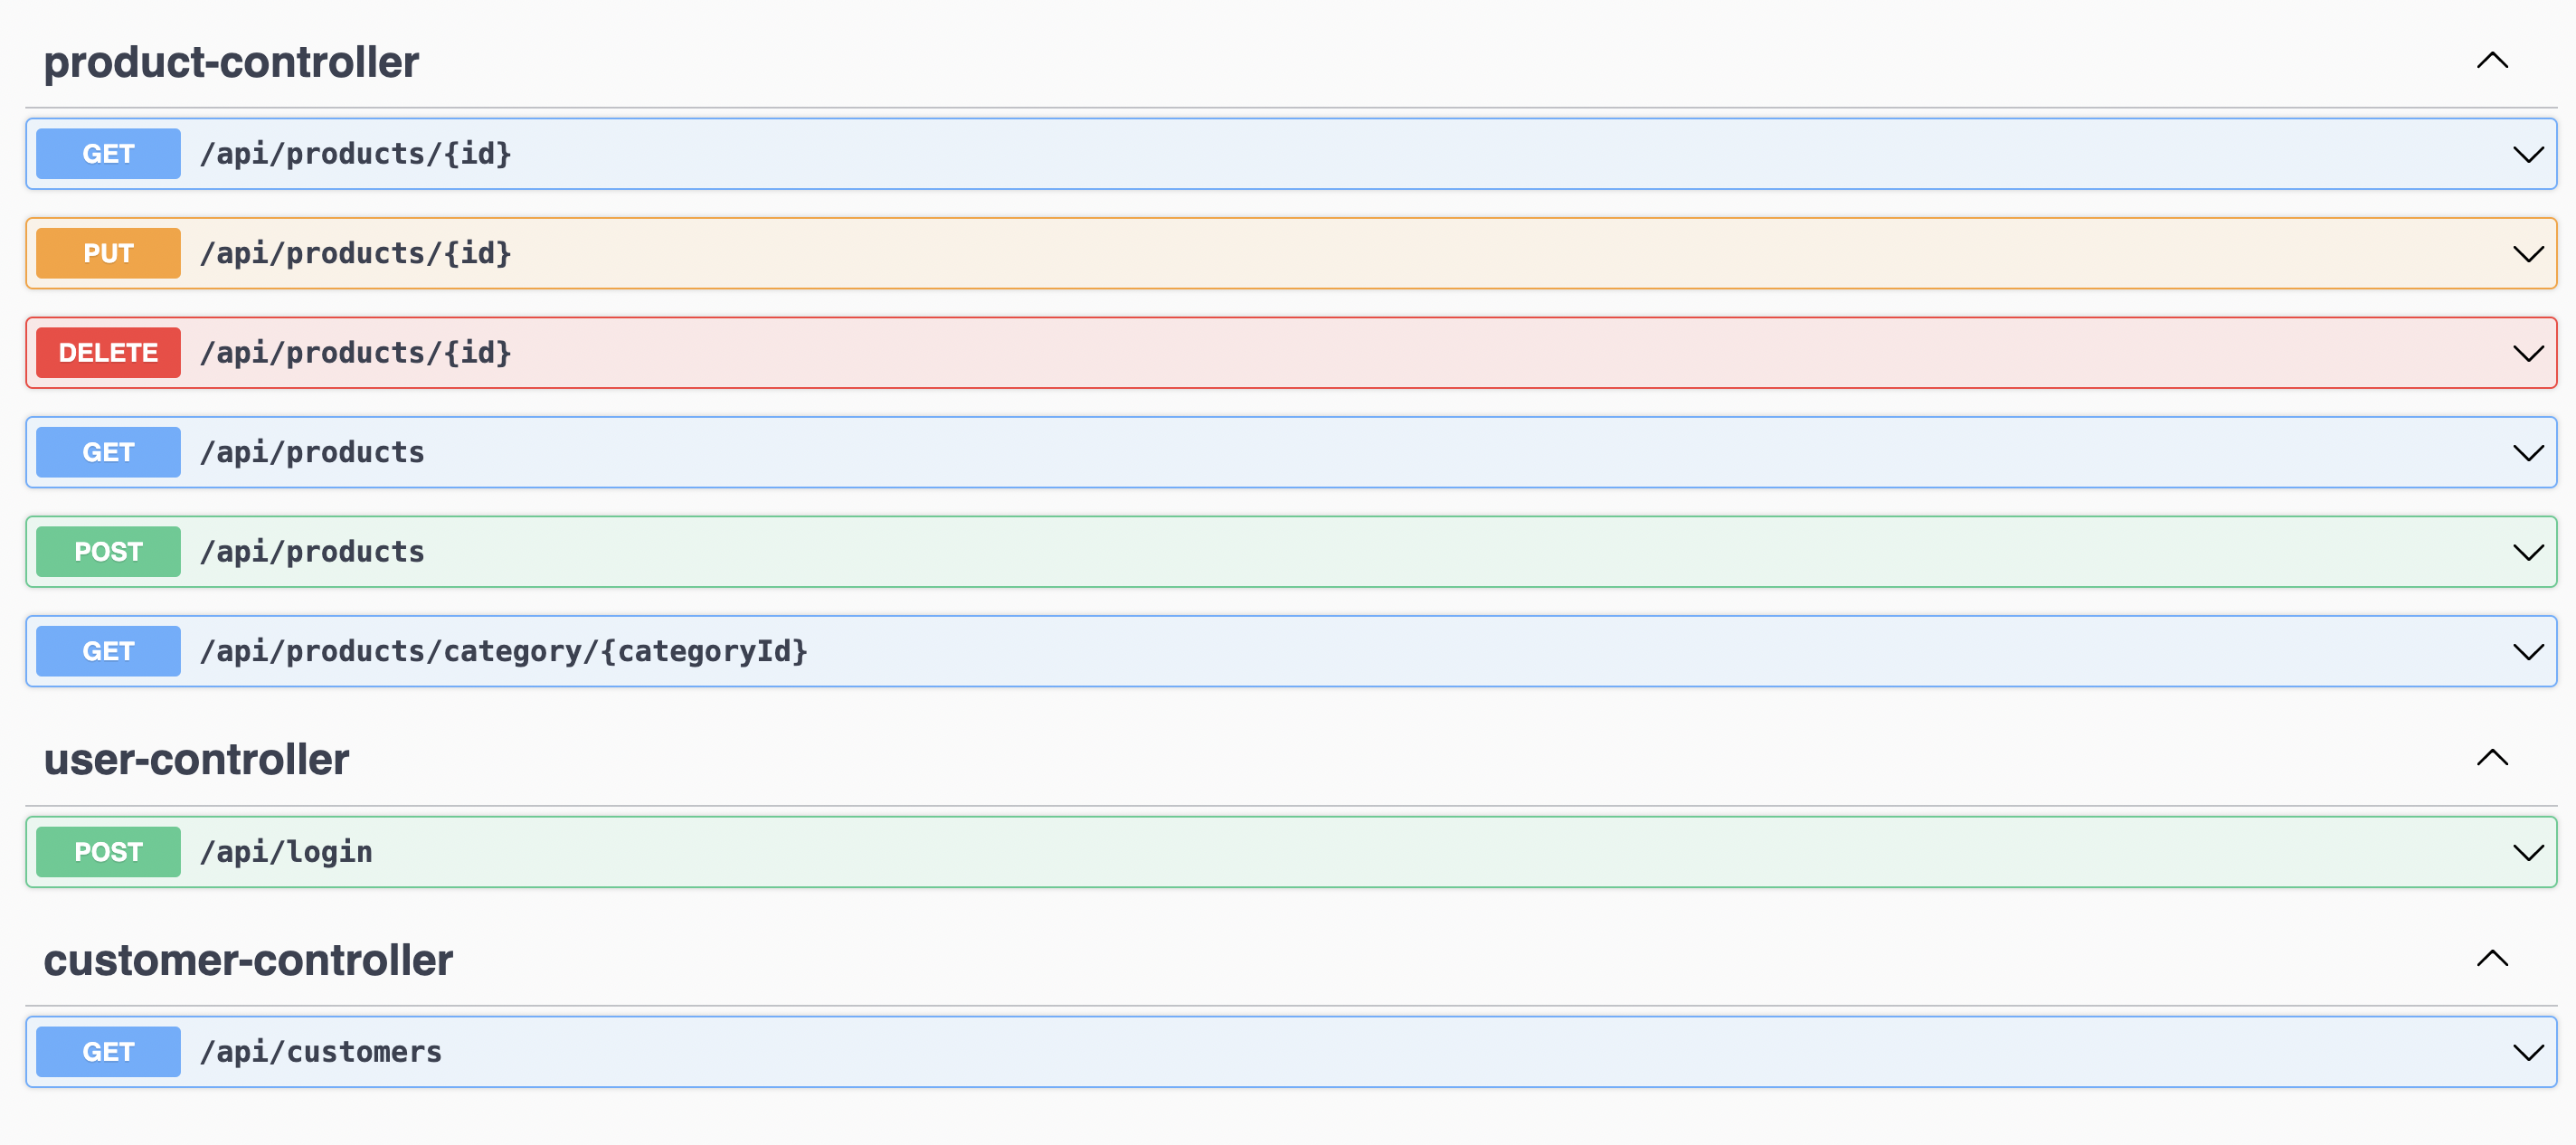 product-controller
GET /api/products/{id}
PUT /api/products/{id}
DELETE /api/products/{id}
GET /api/products
POST /api/products
GET /api/products/category/{categoryId}
user-controller
POST /api/login
customer-controller
GET /api/customers